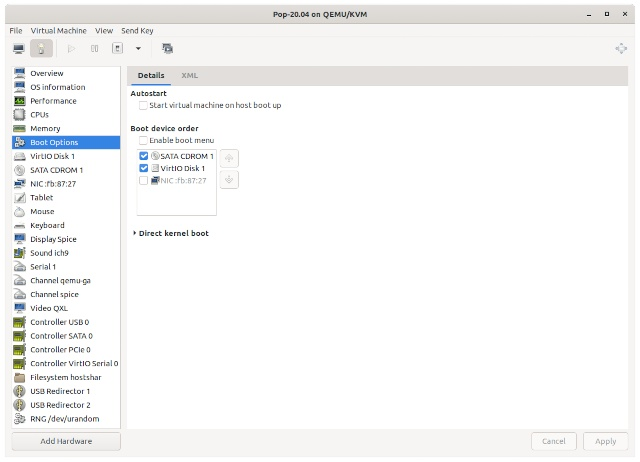 Pop-20.04 on QEMU/KVM
File Virtual Machine View Send Key
Overview
OS information
Performance
CPUs
Memory
Boot Options
VirtIO Disk 1
SATA CDROM 1
NIC :fb:87:27
Tablet
Mouse
Keyboard
Display Spice
Sound ich9
Serial 1
Channel qemu-ga
Channel spice
Video QXL
Controller USB 0
Controller SATA 0
Controller PCIe 0
Controller VirtIO Serial 0
Filesystem hostshar
USB Redirector 1
USB Redirector 2
RNG /dev/urandom
Add Hardware
Details XML
Autostart
Start virtual machine on host boot up
Boot device order
Enable boot menu
SATA CDROM 1
VirtIO Disk 1
NIC :fb:87:27
Direct kernel boot
Cancel Apply